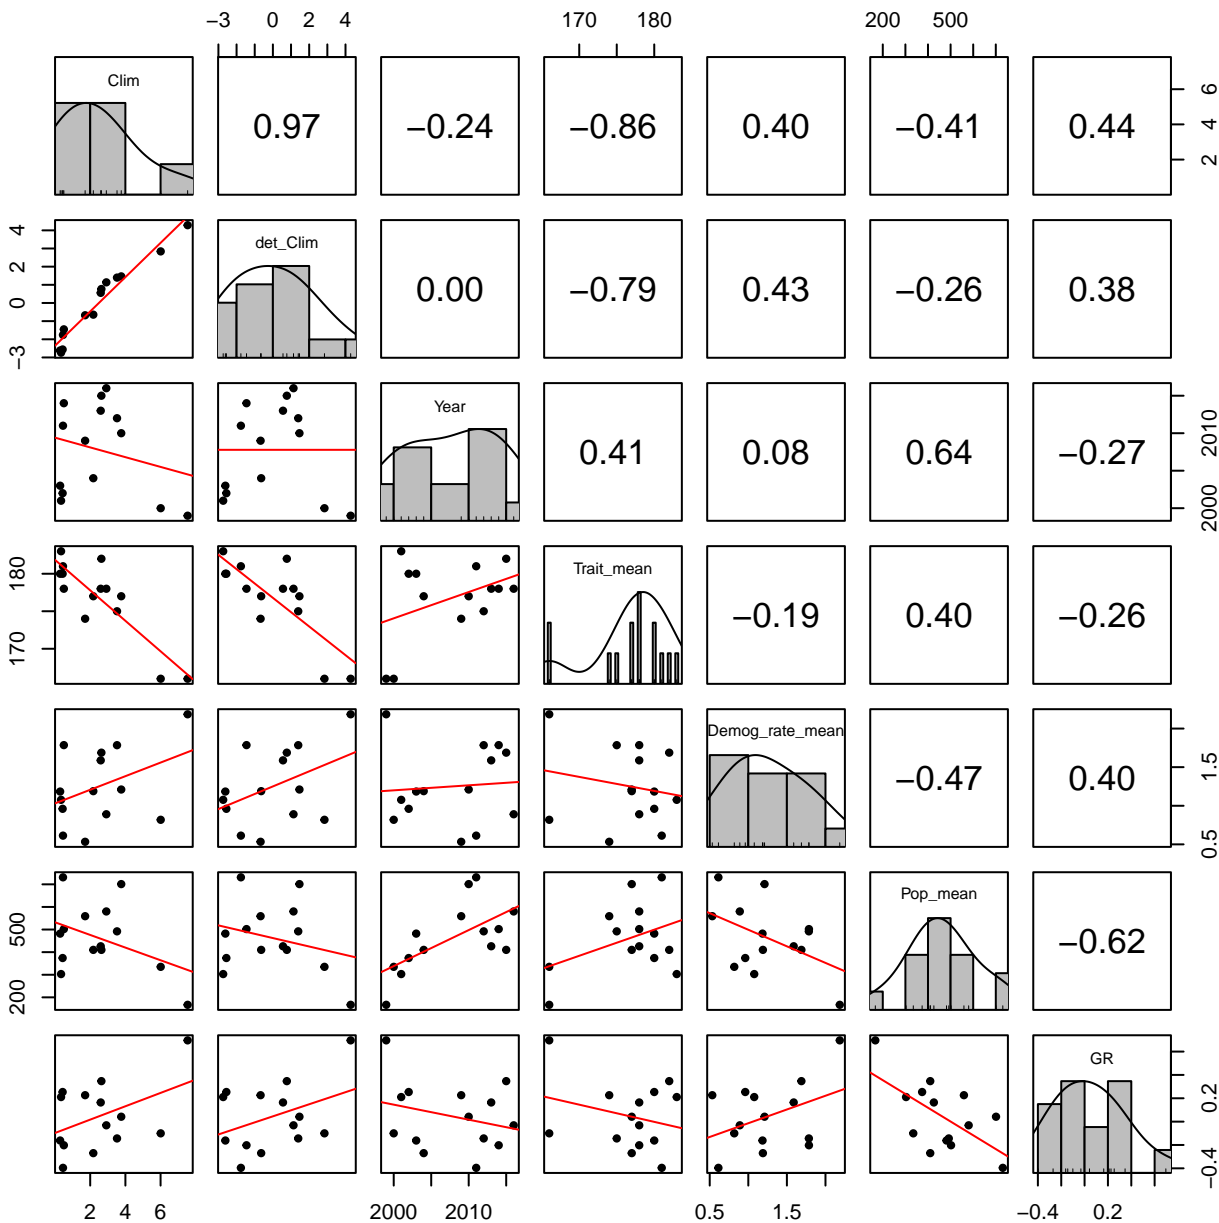 −3 0 2 4 170 180 200 500
Clim
0.97 −0.24 −0.86 0.40 −0.41 0.44
2 4 6
−3 0 2 4
det_Clim
0.00 −0.79 0.43 −0.26 0.38
Year
0.41 0.08 0.64 −0.27
2000 2010
170 180
Trait_mean
−0.19 0.40 −0.26
Demog_rate_mean
−0.47 0.40
0.5 1.5
200 500
Pop_mean
−0.62
GR
−0.4 0.2
2 4 6 2000 2010 0.5 1.5 −0.4 0.2